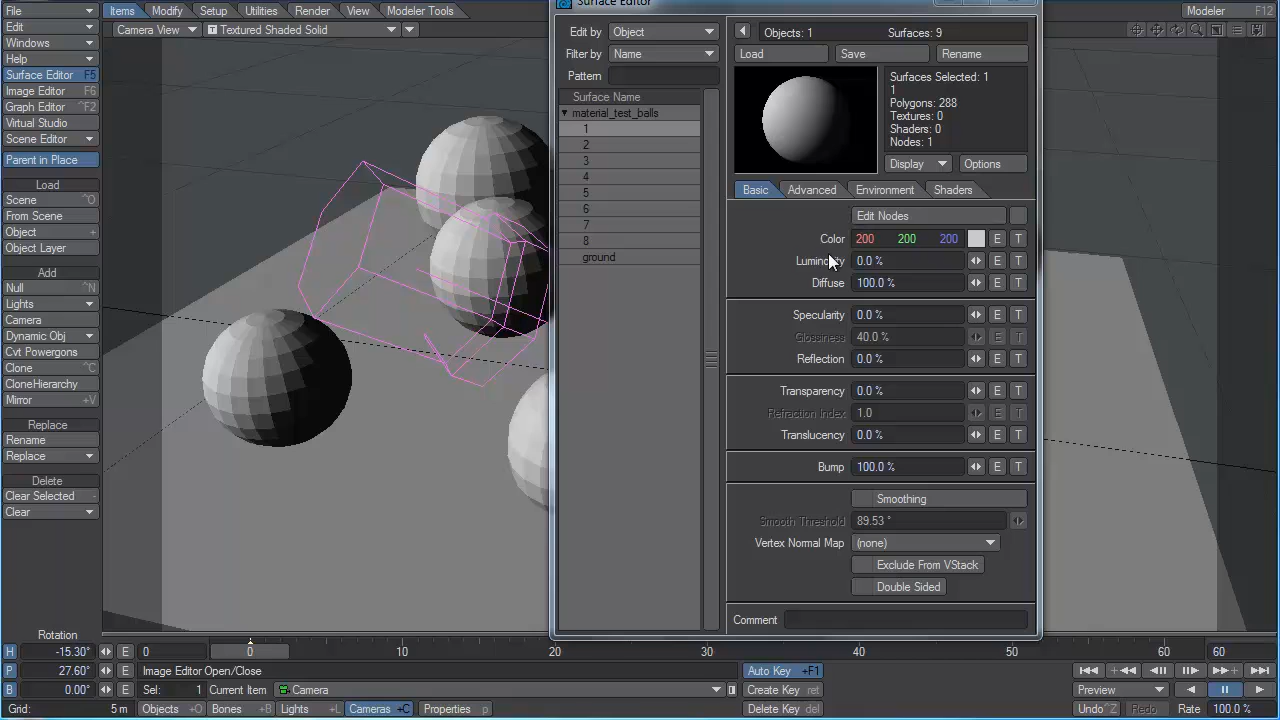 File
Items
Modify
Setup
Utilities
Render
View
Modeler Tools
Modeler
F12
Edit
Windows
Help
Surface Editor F5
Image Editor F6
Graph Editor ^F2
Virtual Studio
Scene Editor
Parent in Place
Load
Scene ^O
From Scene
Object +
Object Layer
Add
Null ^N
Lights
Camera
Dynamic Obj
Cvt Powergons
Clone ^C
CloneHierarchy
Mirror +V
Replace
Rename
Replace
Delete
Clear Selected -
Clear
Camera View
Textured Shaded Solid
Surface Editor
Edit by Object
Filter by Name
Pattern
Surface Name
material_test_balls
1
2
3
4
5
6
7
8
ground
Objects: 1 Surfaces: 9
Load Save Rename
Surfaces Selected: 1
1
Polygons: 288
Textures: 0
Shaders: 0
Nodes: 1
Display Options
Basic Advanced Environment Shaders
Edit Nodes
Color 200 200 200 E T
Luminosity 0.0 % E T
Diffuse 100.0 % E T
Specularity 0.0 % E T
Glossiness 40.0 % E T
Reflection 0.0 % E T
Transparency 0.0 % E T
Refraction Index 1.0 E T
Translucency 0.0 % E T
Bump 100.0 % E T
Smoothing
Smooth Threshold 89.53 °
Vertex Normal Map (none)
Exclude From VStack
Double Sided
Comment
Rotation
H -15.30° E
P 27.60° E
B 0.00° E
Grid: 5 m
0 0 10 20 30 40 50 60 60
Image Editor Open/Close
Sel: 1 Current Item Camera
Objects +O Bones +B Lights +L Cameras +C Properties p
Auto Key +F1
Create Key ret
Delete Key del
Preview
Undo ^Z Redo Rate 100.0 %